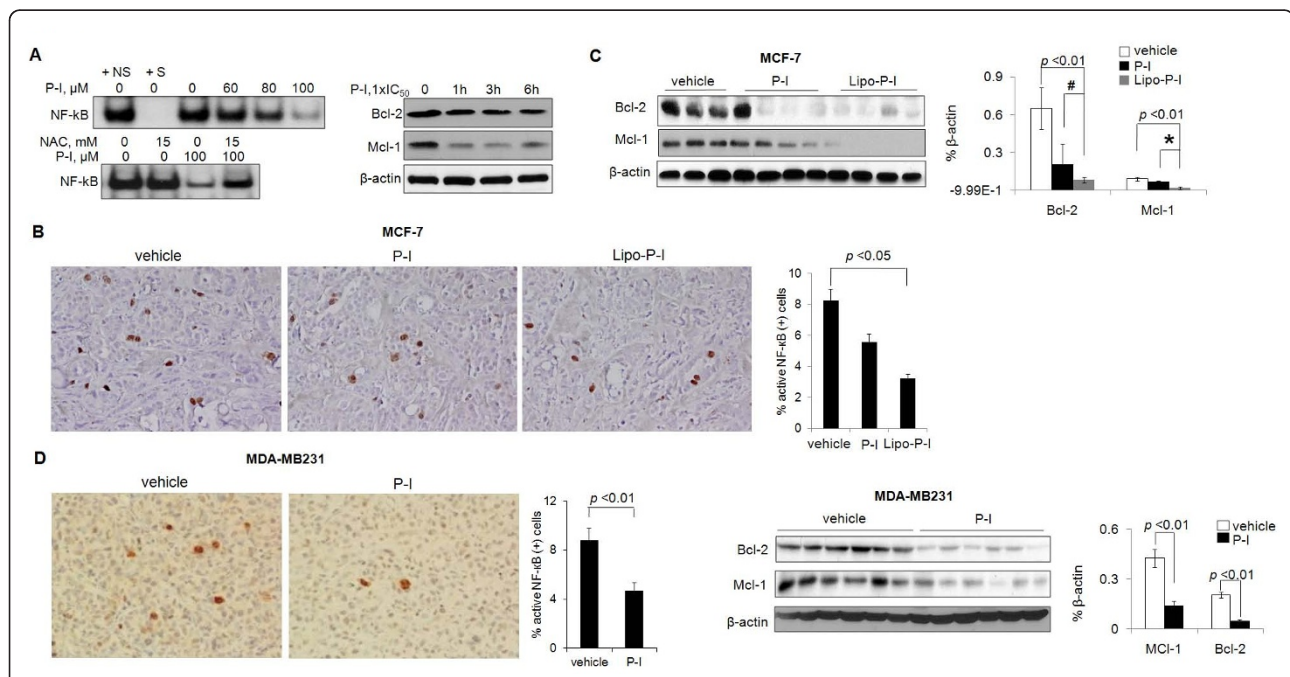 A
+ NS + S
P-I, µM 0 0 0 60 80 100
NF-kB
NAC, mM 0 15 0 15
P-I, µM 0 0 100 100
NF-kB
P-I,1xIC50 0 1h 3h 6h
Bcl-2
Mcl-1
β-actin
C
MCF-7
vehicle P-I Lipo-P-I
Bcl-2
Mcl-1
β-actin
vehicle
P-I
Lipo-P-I
p <0.01
#
p <0.01
*
% β-actin
0.9
0.6
0.3
-9.99E-1
Bcl-2 Mcl-1
B
MCF-7
vehicle P-I Lipo-P-I
% active NF-κB (+) cells
10
8
6
4
2
0
p <0.05
vehicle P-I Lipo-P-I
D
MDA-MB231
vehicle P-I
% active NF-κB (+) cells
12
8
4
0
p <0.01
vehicle P-I
MDA-MB231
vehicle P-I
Bcl-2
Mcl-1
β-actin
% β-actin
0.6
0.3
0
p <0.01
p <0.01
vehicle
P-I
MCl-1 Bcl-2